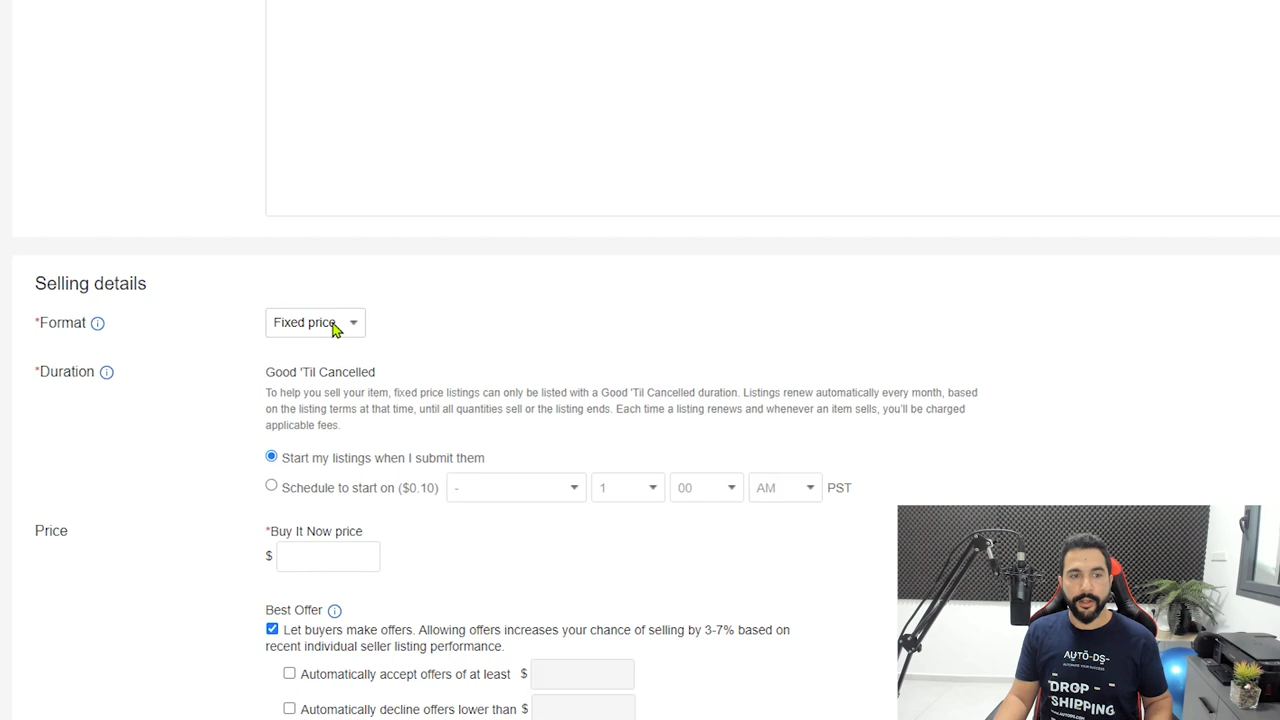 Selling details
*Format
Fixed price
*Duration
Good 'Til Cancelled
To help you sell your item, fixed price listings can only be listed with a Good 'Til Cancelled duration. Listings renew automatically every month, based
on the listing terms at that time, until all quantities sell or the listing ends. Each time a listing renews and whenever an item sells, you'll be charged
applicable fees.
Start my listings when I submit them
Schedule to start on ($0.10) - 1 00 AM PST
Price
*Buy It Now price
$
Best Offer
Let buyers make offers. Allowing offers increases your chance of selling by 3-7% based on
recent individual seller listing performance.
Automatically accept offers of at least $
Automatically decline offers lower than $
AUTO-DS-
AUTOMATE YOUR SUCCESS
DROP
SHIPPING